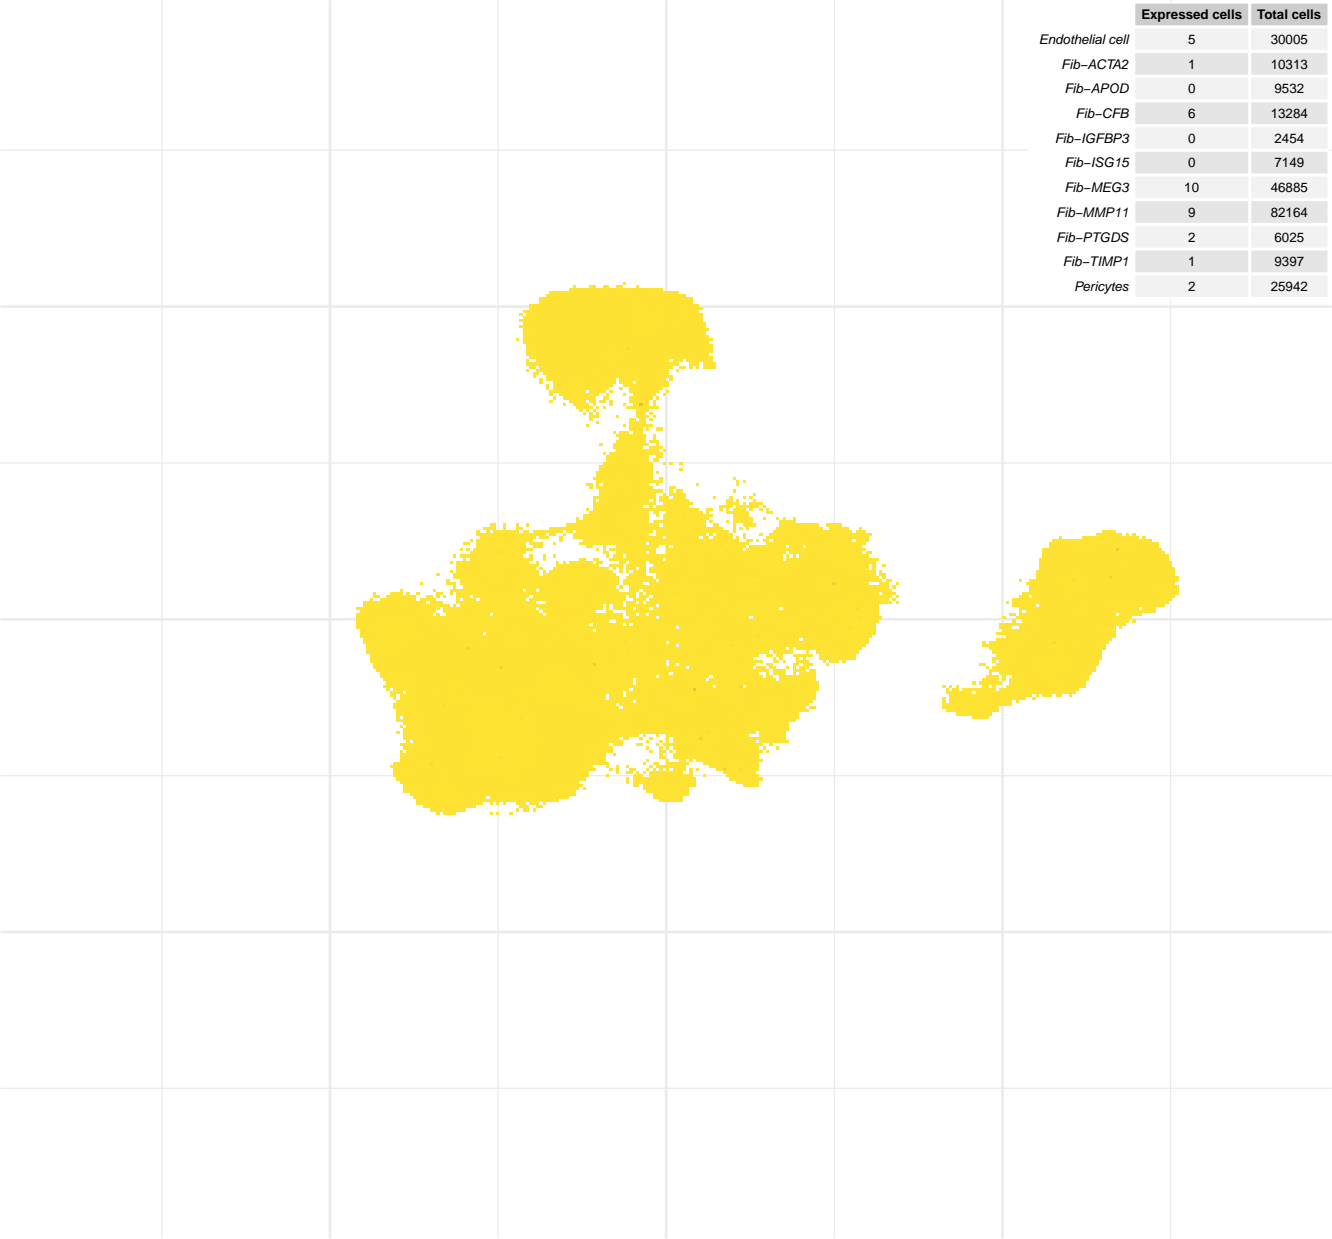 Expressed cells Total cells
Endothelial cell 5 30005
Fib−ACTA2 1 10313
Fib−APOD 0 9532
Fib−CFB 6 13284
Fib−IGFBP3 0 2454
Fib−ISG15 0 7149
Fib−MEG3 10 46885
Fib−MMP11 9 82164
Fib−PTGDS 2 6025
Fib−TIMP1 1 9397
Pericytes 2 25942